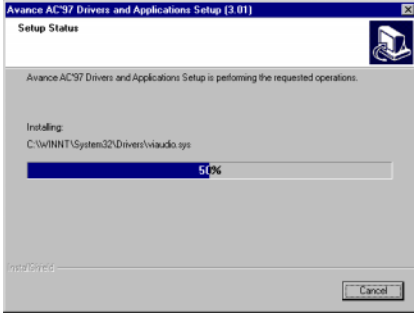 Avance AC'97 Drivers and Applications Setup (3.01)
Setup Status
Avance AC'97 Drivers and Applications Setup is performing the requested operations.
Installing:
C:\WINNT\System32\Drivers\viaudio.sys
50%
InstallShield
Cancel